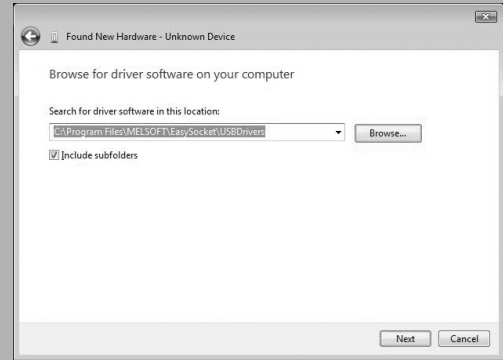 Found New Hardware - Unknown Device
Browse for driver software on your computer
Search for driver software in this location:
C:\Program Files\MELSOFT\EasySocket\USBDrivers
Browse...
Include subfolders
Next
Cancel